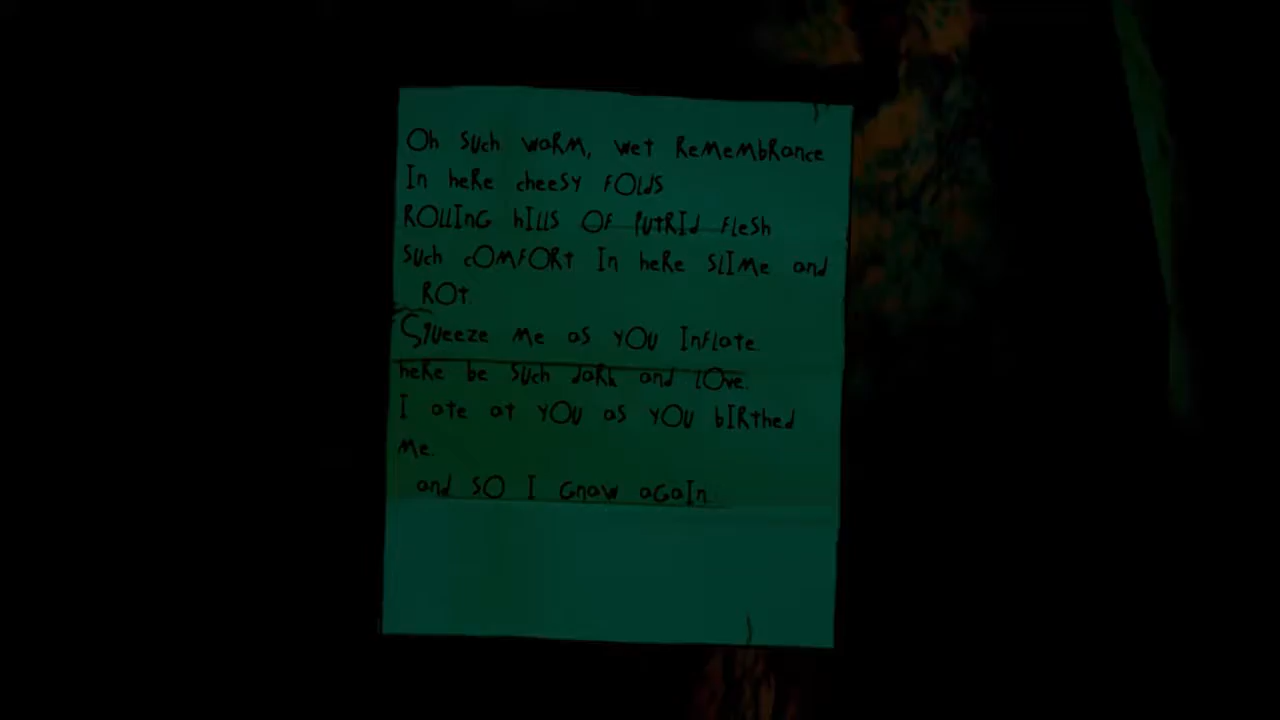 Oh such warm, wet remembrance
In here cheesy folds
Rolling hills of putrid flesh
Such comfort in here slime and
rot.
Squeeze me as you inflate.
here be such dark and love.
I ate at you as you birthed
me.
and so I gnaw again.